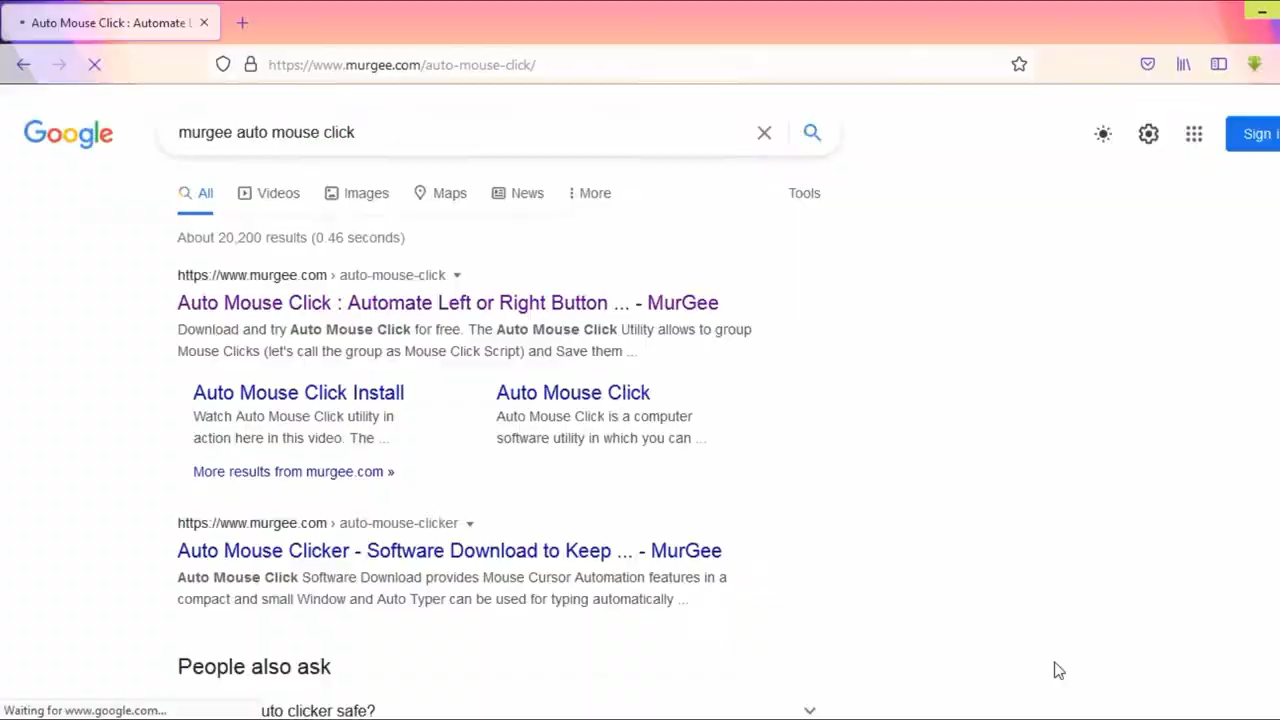 Auto Mouse Click : Automate L
https://www.murgee.com/auto-mouse-click/
Google
murgee auto mouse click
Sign i
All
Videos
Images
Maps
News
More
Tools
About 20,200 results (0.46 seconds)
https://www.murgee.com › auto-mouse-click
Auto Mouse Click : Automate Left or Right Button ... - MurGee
Download and try Auto Mouse Click for free. The Auto Mouse Click Utility allows to group
Mouse Clicks (let's call the group as Mouse Click Script) and Save them ...
Auto Mouse Click Install
Watch Auto Mouse Click utility in
action here in this video. The ...
Auto Mouse Click
Auto Mouse Click is a computer
software utility in which you can ...
More results from murgee.com »
https://www.murgee.com › auto-mouse-clicker
Auto Mouse Clicker - Software Download to Keep ... - MurGee
Auto Mouse Click Software Download provides Mouse Cursor Automation features in a
compact and small Window and Auto Typer can be used for typing automatically ...
People also ask
uto clicker safe?
Waiting for www.google.com...